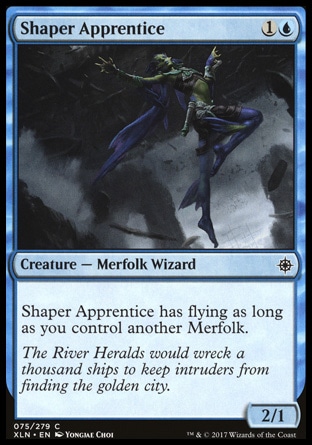 Shaper Apprentice 1
Creature — Merfolk Wizard
Shaper Apprentice has flying as long
as you control another Merfolk.
The River Heralds would wreck a
thousand ships to keep intruders from
finding the golden city.
2/1
075/279 C
XLN • EN Yongjae Choi
™ & © 2017 Wizards of the Coast